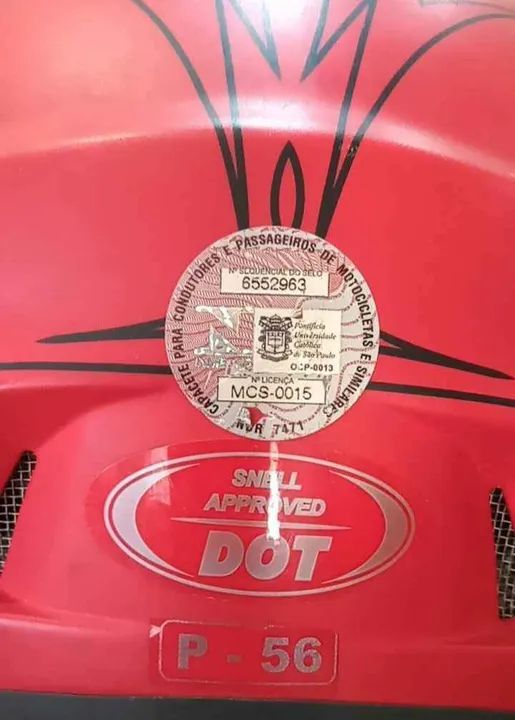 CAPACETE PARA CONDUTORES E PASSAGEIROS DE MOTOCICLETAS E SIMILARES
Nº SEQUENCIAL DO SELO
6552963
Pontifícia
Universidade
Católica
de São Paulo
OCP-0013
Nº LICENÇA
MCS-0015
NBR 7471
SNELL
APPROVED
DOT
P - 56